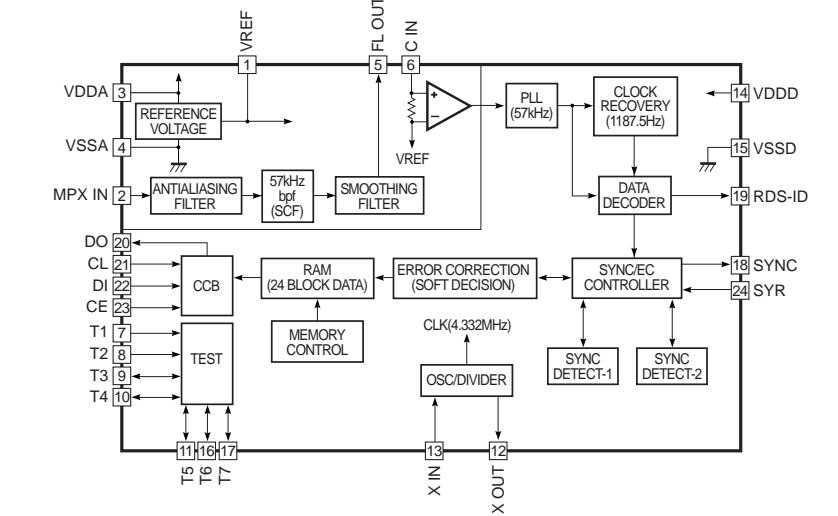 VREF
FL OUT
C IN
1
5
6
VDDA 3
REFERENCE
VOLTAGE
VSSA 4
+
–
VREF
PLL
(57kHz)
CLOCK
RECOVERY
(1187.5Hz)
14 VDDD
15 VSSD
MPX IN 2
ANTIALIASING
FILTER
57kHz
bpf
(SCF)
SMOOTHING
FILTER
DATA
DECODER
19 RDS-ID
DO 20
CL 21
DI 22
CE 23
CCB
RAM
(24 BLOCK DATA)
ERROR CORRECTION
(SOFT DECISION)
SYNC/EC
CONTROLLER
18 SYNC
24 SYR
T1 7
T2 8
T3 9
T4 10
TEST
MEMORY
CONTROL
CLK(4.332MHz)
OSC/DIVIDER
SYNC
DETECT-1
SYNC
DETECT-2
11
16
17
13
12
T5
T6
T7
X IN
X OUT